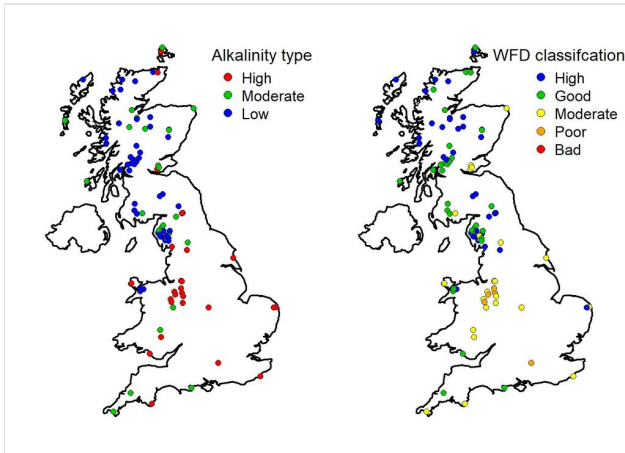 Alkalinity type
High
Moderate
Low
WFD classifcation
High
Good
Moderate
Poor
Bad